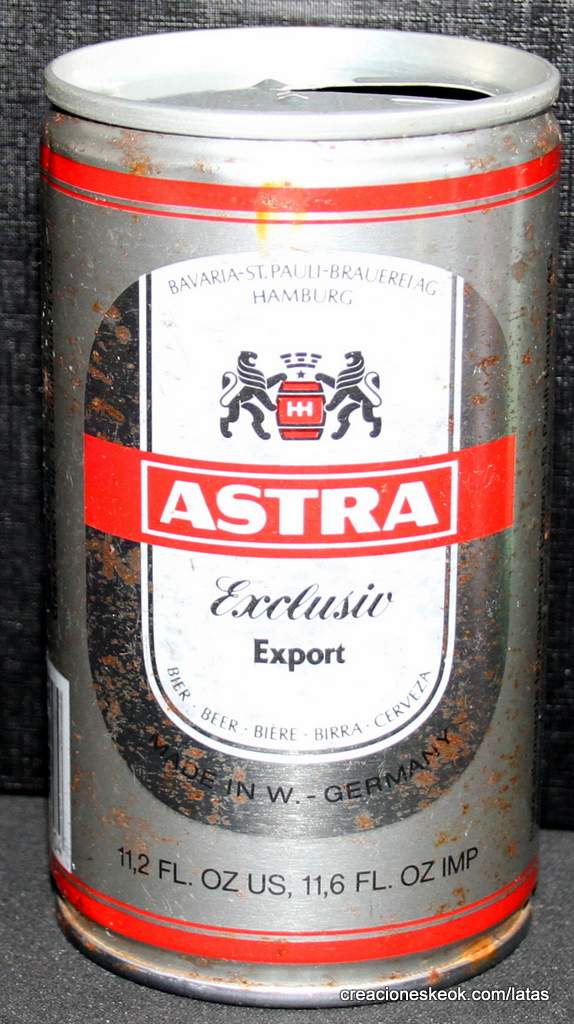 BAVARIA-ST. PAULI-BRAUEREI AG
HAMBURG
HH
ASTRA
Exclusiv
Export
BIER · BEER · BIÈRE · BIRRA · CERVEZA
MADE IN W. - GERMANY
11,2 FL. OZ US, 11,6 FL. OZ IMP
creacioneskeok.com/latas